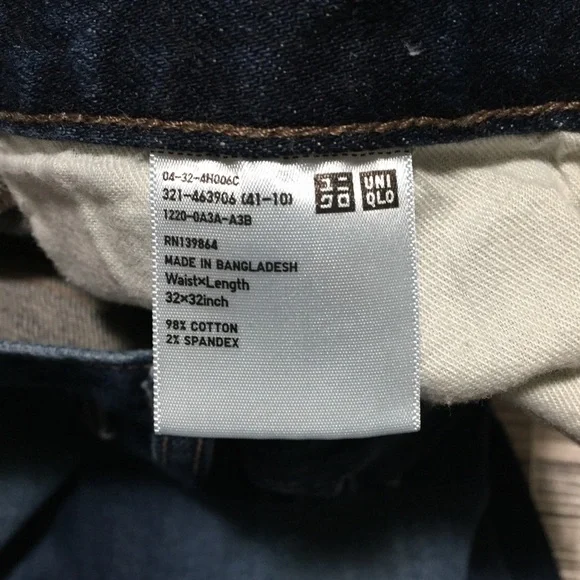 04-32-4H006C
321-463906 (41-10)
1220-0A3A-A3B
ユニ
クロ
UNI
QLO
RN139864
MADE IN BANGLADESH
Waist×Length
32×32inch
98% COTTON
2% SPANDEX